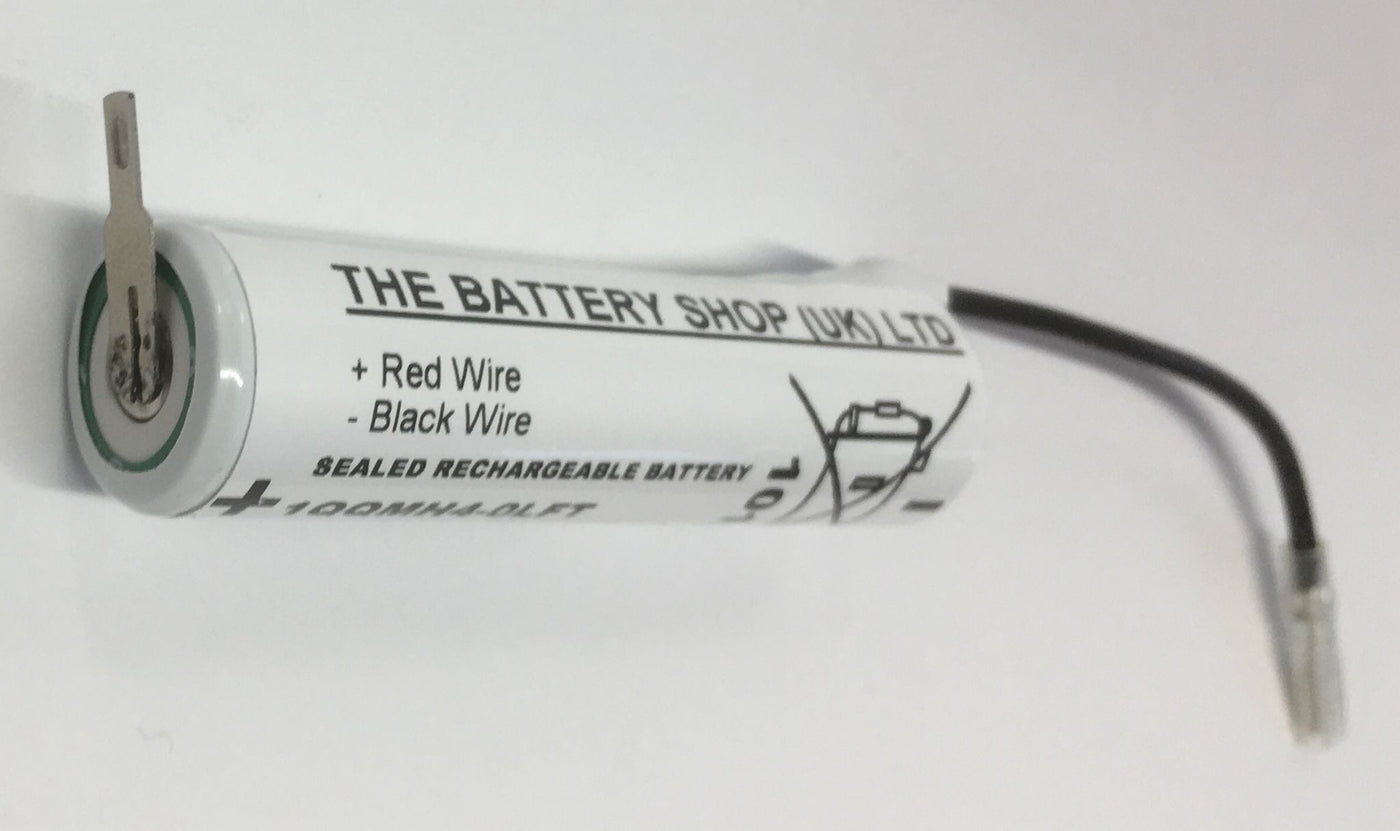 THE BATTERY SHOP (UK) LTD
+ Red Wire
- Black Wire
SEALED RECHARGEABLE BATTERY
+
-